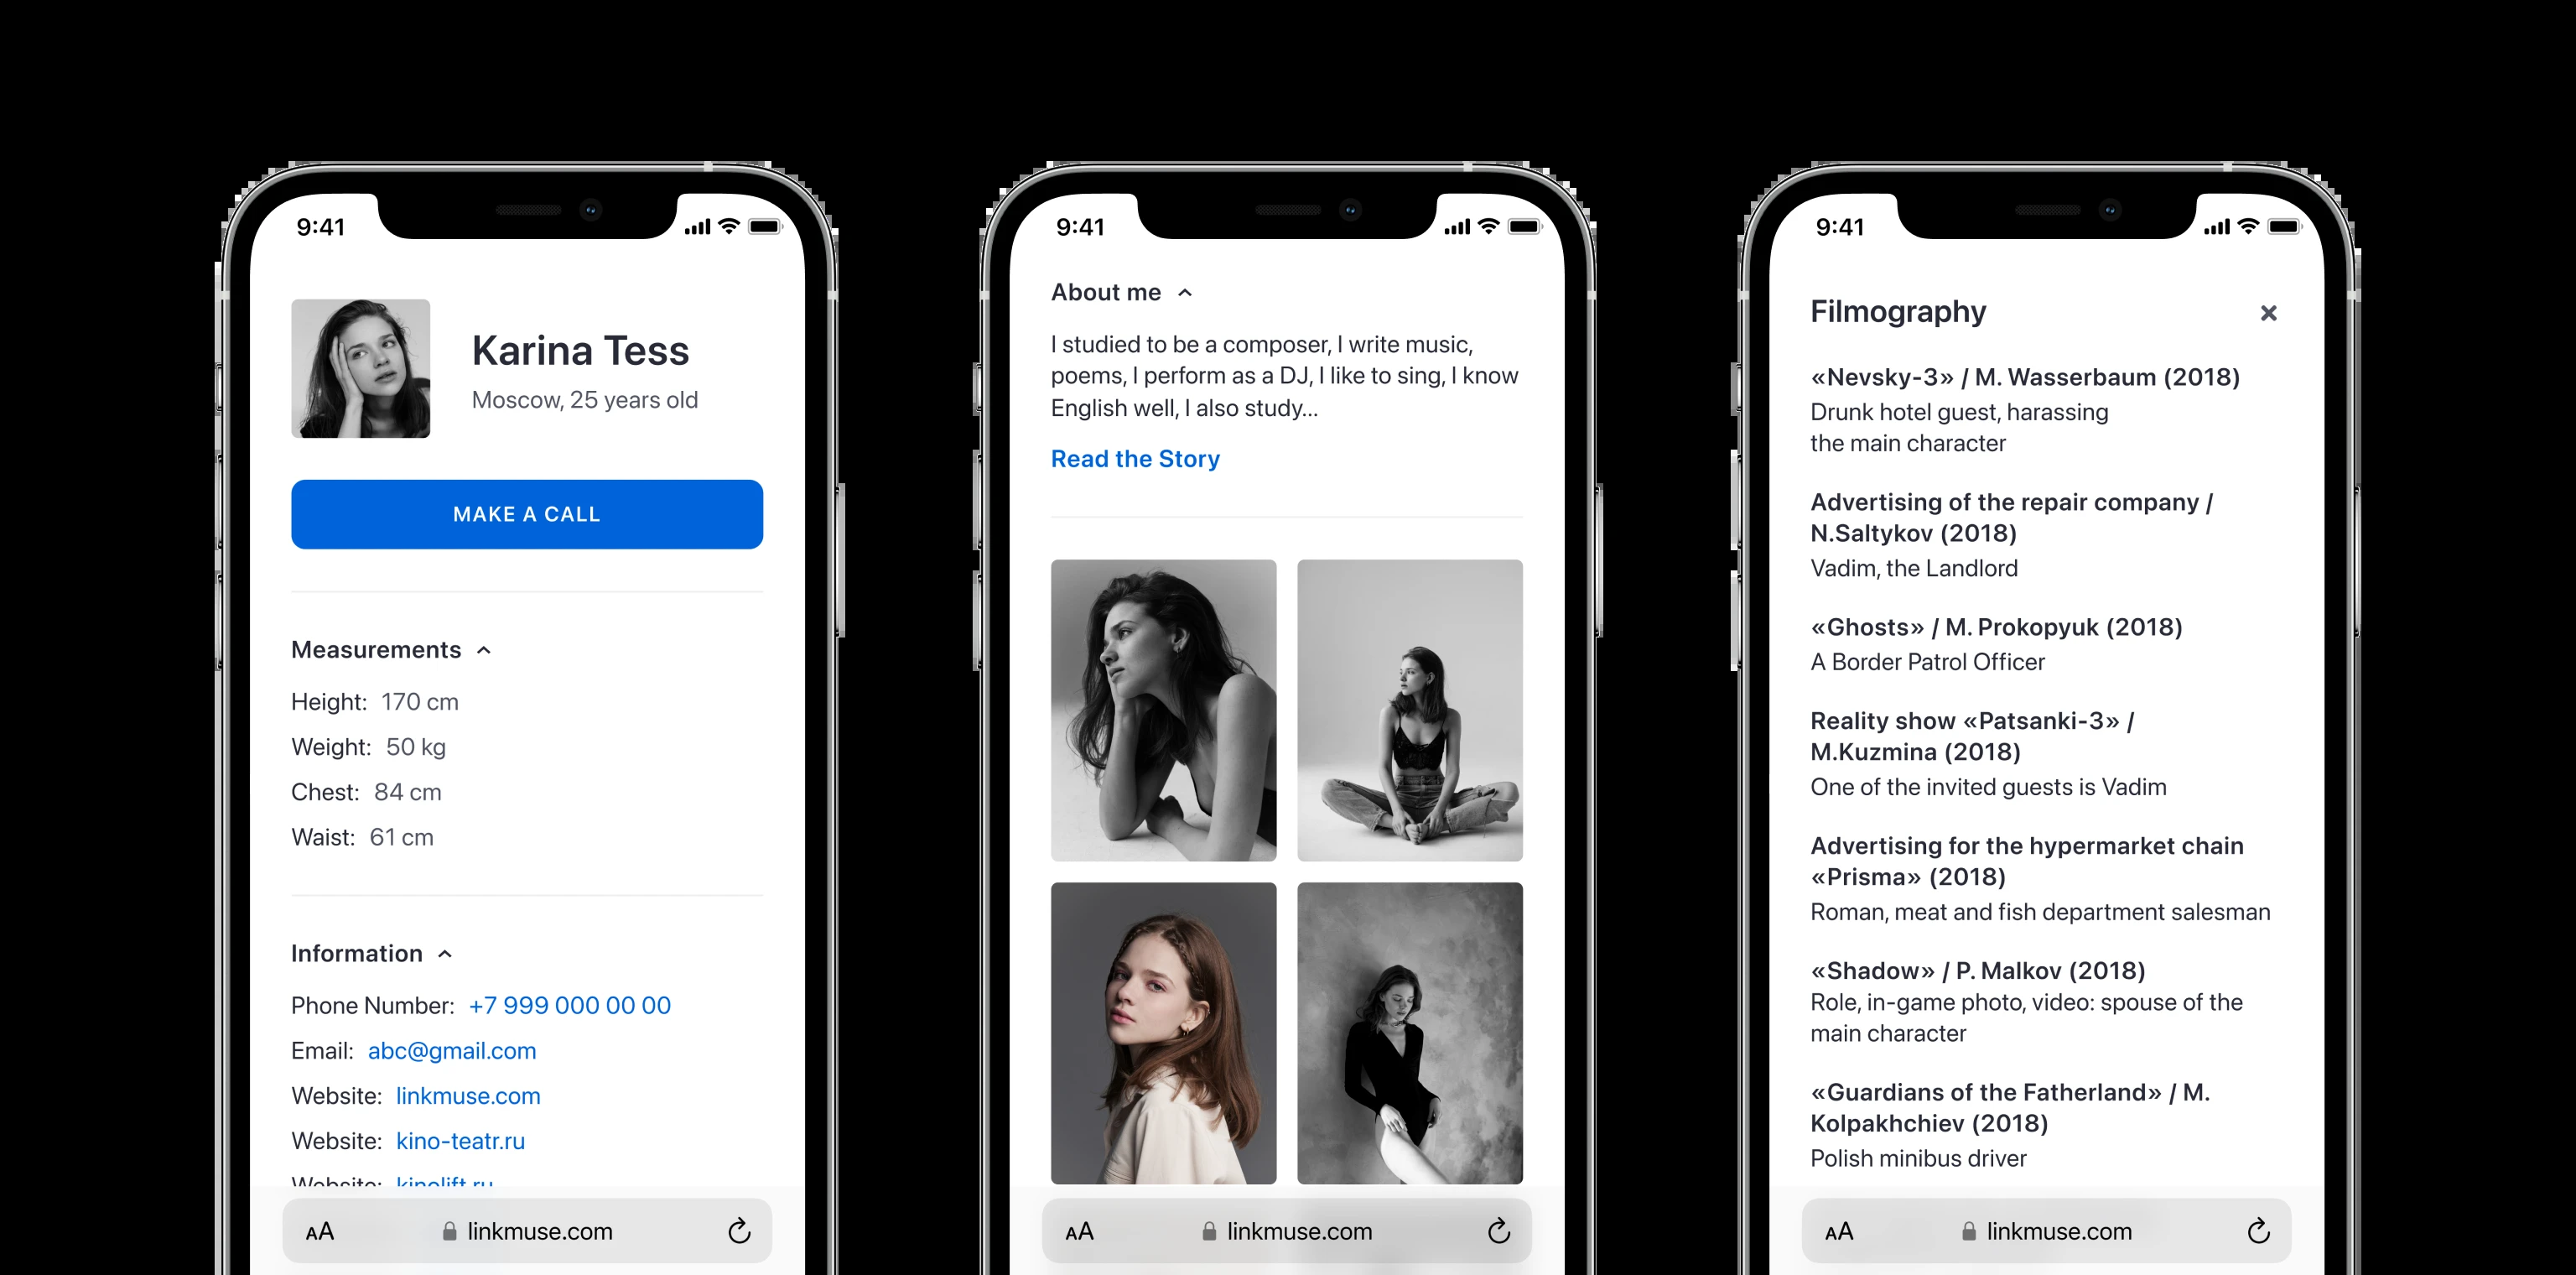 9:41
Karina Tess
Moscow, 25 years old
MAKE A CALL
Measurements
Height: 170 cm
Weight: 50 kg
Chest: 84 cm
Waist: 61 cm
Information
Phone Number: +7 999 000 00 00
Email: abc@gmail.com
Website: linkmuse.com
Website: kino-teatr.ru
Website: kinolift.ru
AA linkmuse.com
9:41
About me
I studied to be a composer, I write music,
poems, I perform as a DJ, I like to sing, I know
English well, I also study...
Read the Story
AA linkmuse.com
9:41
Filmography
«Nevsky-3» / M. Wasserbaum (2018)
Drunk hotel guest, harassing
the main character
Advertising of the repair company /
N.Saltykov (2018)
Vadim, the Landlord
«Ghosts» / M. Prokopyuk (2018)
A Border Patrol Officer
Reality show «Patsanki-3» /
M.Kuzmina (2018)
One of the invited guests is Vadim
Advertising for the hypermarket chain
«Prisma» (2018)
Roman, meat and fish department salesman
«Shadow» / P. Malkov (2018)
Role, in-game photo, video: spouse of the
main character
«Guardians of the Fatherland» / M.
Kolpakhchiev (2018)
Polish minibus driver
AA linkmuse.com